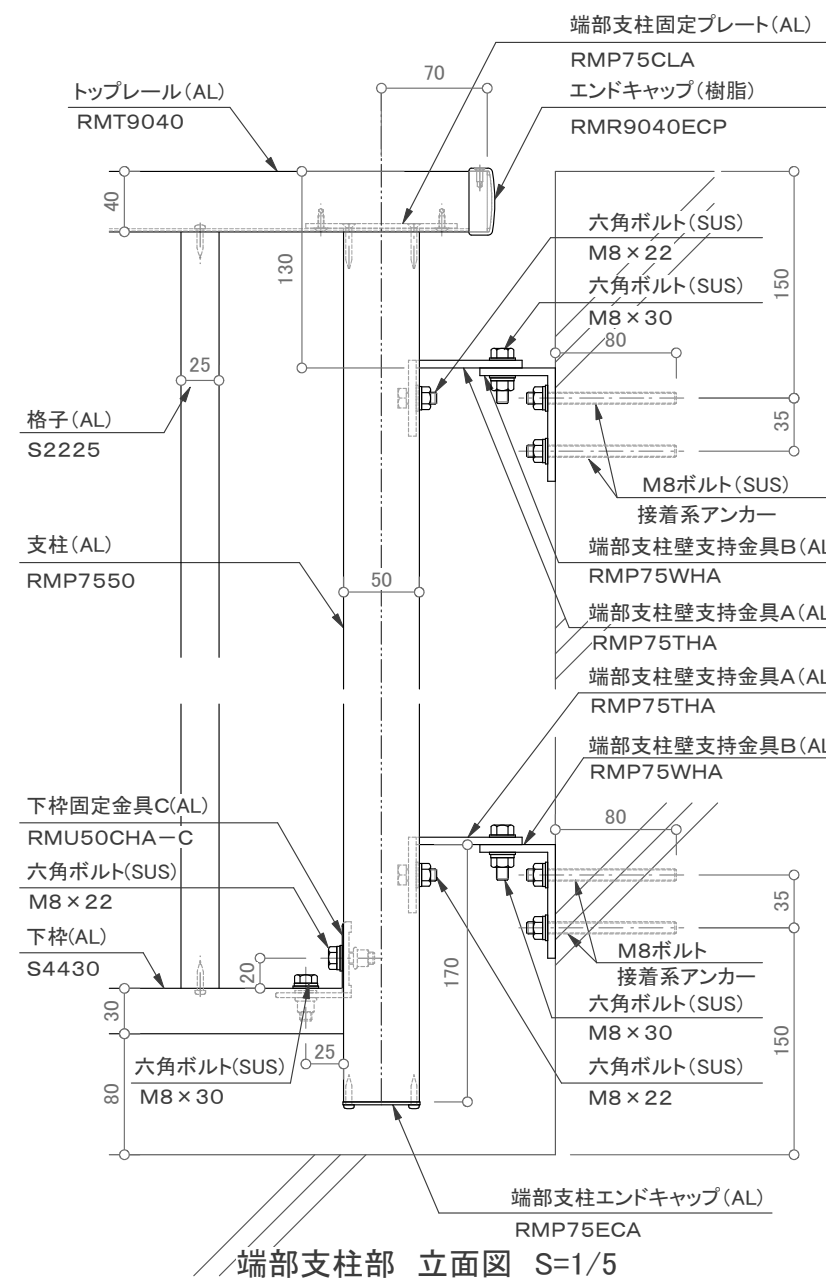 端部支柱固定プレート(AL)
RMP75CLA
70
トップレール(AL)
RMT9040
エンドキャップ(樹脂)
RMR9040ECP
40
130
六角ボルト(SUS)
M8×22
六角ボルト(SUS)
M8×30
150
80
25
格子(AL)
S2225
35
M8ボルト(SUS)
接着系アンカー
支柱(AL)
RMP7550
50
端部支柱壁支持金具B(AL
RMP75WHA
端部支柱壁支持金具A(AL
RMP75THA
端部支柱壁支持金具A(AL
RMP75THA
端部支柱壁支持金具B(AL
RMP75WHA
下枠固定金具C(AL)
RMU50CHA-C
80
六角ボルト(SUS)
M8×22
35
下枠(AL)
S4430
20
170
M8ボルト
接着系アンカー
30
六角ボルト(SUS)
M8×30
150
25
六角ボルト(SUS)
M8×30
六角ボルト(SUS)
M8×22
80
端部支柱エンドキャップ(AL)
RMP75ECA
端部支柱部 立面図 S=1/5